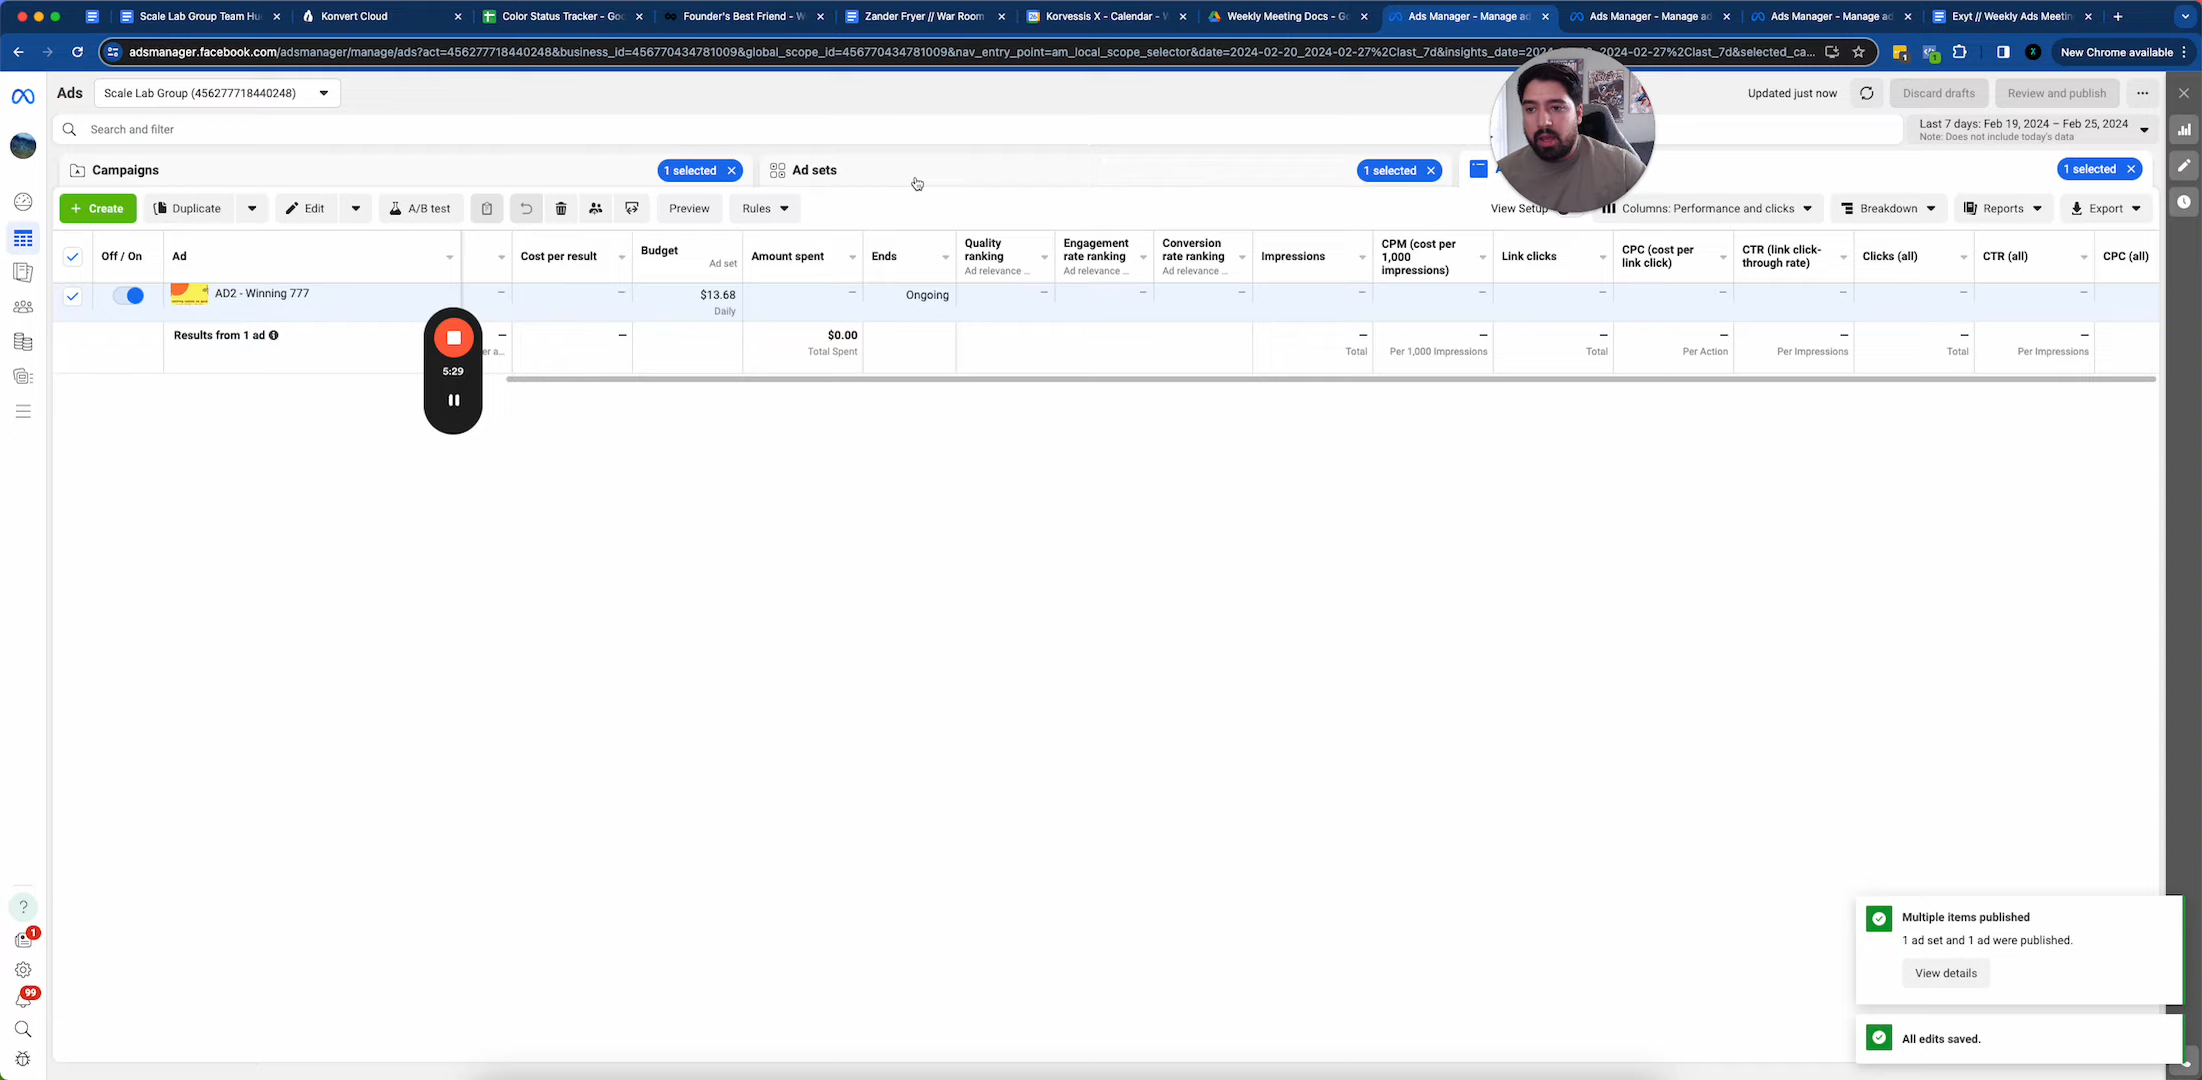 Scale Lab Group Team Hu
Konvert Cloud
Color Status Tracker - Goo
Founder's Best Friend - W
Zander Fryer // War Room
Korvessis X - Calendar - W
Weekly Meeting Docs - Go
Ads Manager - Manage ad
Ads Manager - Manage ad
Ads Manager - Manage ad
Exyt // Weekly Ads Meetin
adsmanager.facebook.com/adsmanager/manage/ads?act=456277718440248&business_id=456770434781009&global_scope_id=456770434781009&nav_entry_point=am_local_scope_selector&date=2024-02-20_2024-02-27%2Clast_7d&insights_date=2024-02-20_2024-02-27%2Clast_7d&selected_ca...
New Chrome available
Ads
Scale Lab Group (456277718440248)
Updated just now
Discard drafts
Review and publish
Search and filter
Last 7 days: Feb 19, 2024 – Feb 25, 2024
Note: Does not include today's data
Campaigns
1 selected
Ad sets
1 selected
1 selected
+ Create
Duplicate
Edit
A/B test
Preview
Rules
View Setup
Columns: Performance and clicks
Breakdown
Reports
Export
Off / On
Ad
Cost per result
Budget
Ad set
Amount spent
Ends
Quality ranking
Ad relevance ...
Engagement rate ranking
Ad relevance ...
Conversion rate ranking
Ad relevance ...
Impressions
CPM (cost per 1,000 impressions)
Link clicks
CPC (cost per link click)
CTR (link click-through rate)
Clicks (all)
CTR (all)
CPC (all)
AD2 - Winning 777
— — $13.68 — Ongoing — — — — — — — — — —
Daily
Results from 1 ad
— — $0.00 — — — — — — —
er a...
Total Spent
Total
Per 1,000 Impressions
Total
Per Action
Per Impressions
Total
Per Impressions
5:29
?
1
99
Multiple items published
1 ad set and 1 ad were published.
View details
All edits saved.